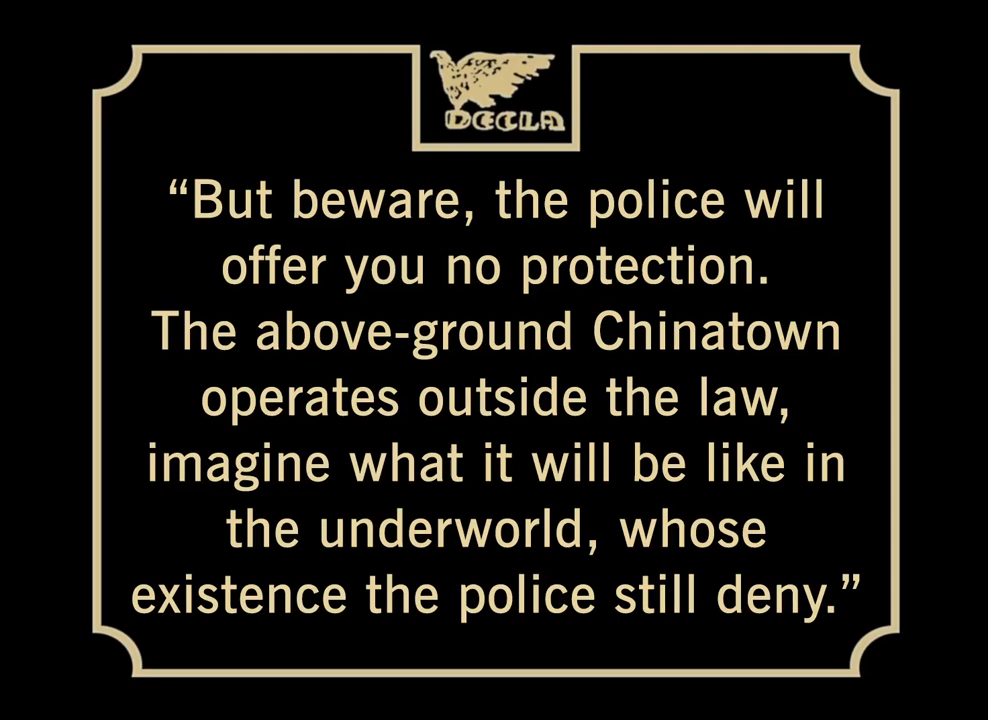 DECLA
“But beware, the police will
offer you no protection.
The above-ground Chinatown
operates outside the law,
imagine what it will be like in
the underworld, whose
existence the police still deny.”